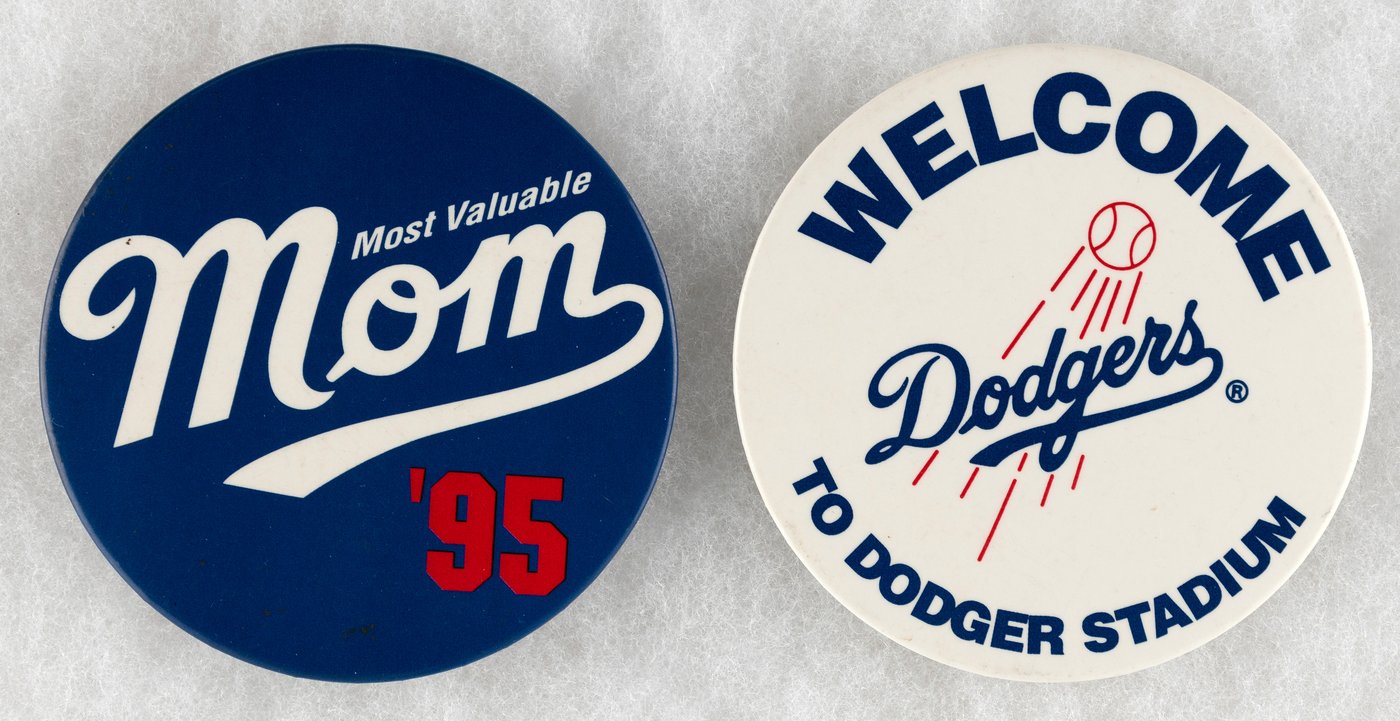 Most Valuable
Mom
'95
WELCOME
Dodgers®
TO DODGER STADIUM